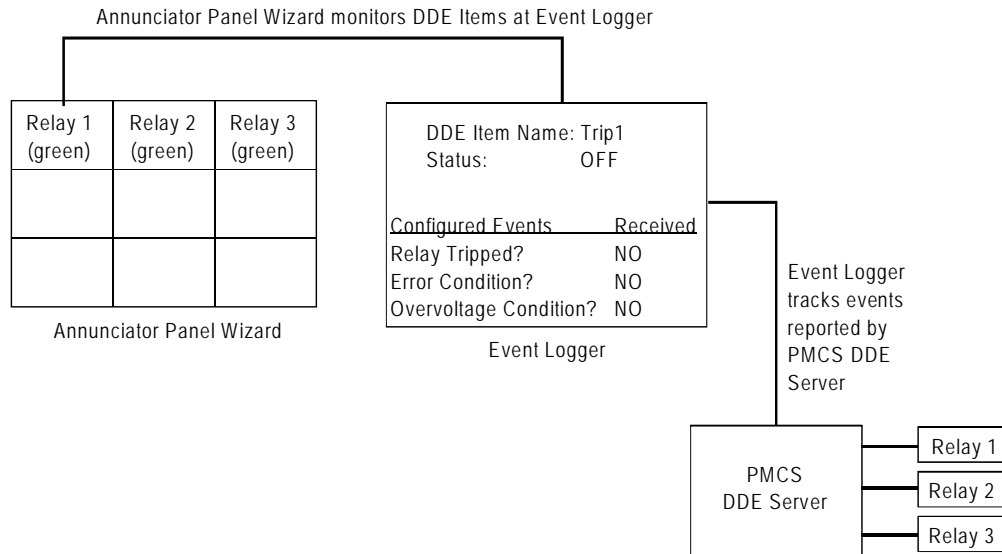 Annunciator Panel Wizard monitors DDE Items at Event Logger
Relay 1
(green)
Relay 2
(green)
Relay 3
(green)
Annunciator Panel Wizard
DDE Item Name: Trip1
Status: OFF
Configured Events Received
Relay Tripped? NO
Error Condition? NO
Overvoltage Condition? NO
Event Logger
Event Logger
tracks events
reported by
PMCS DDE
Server
PMCS
DDE Server
Relay 1
Relay 2
Relay 3